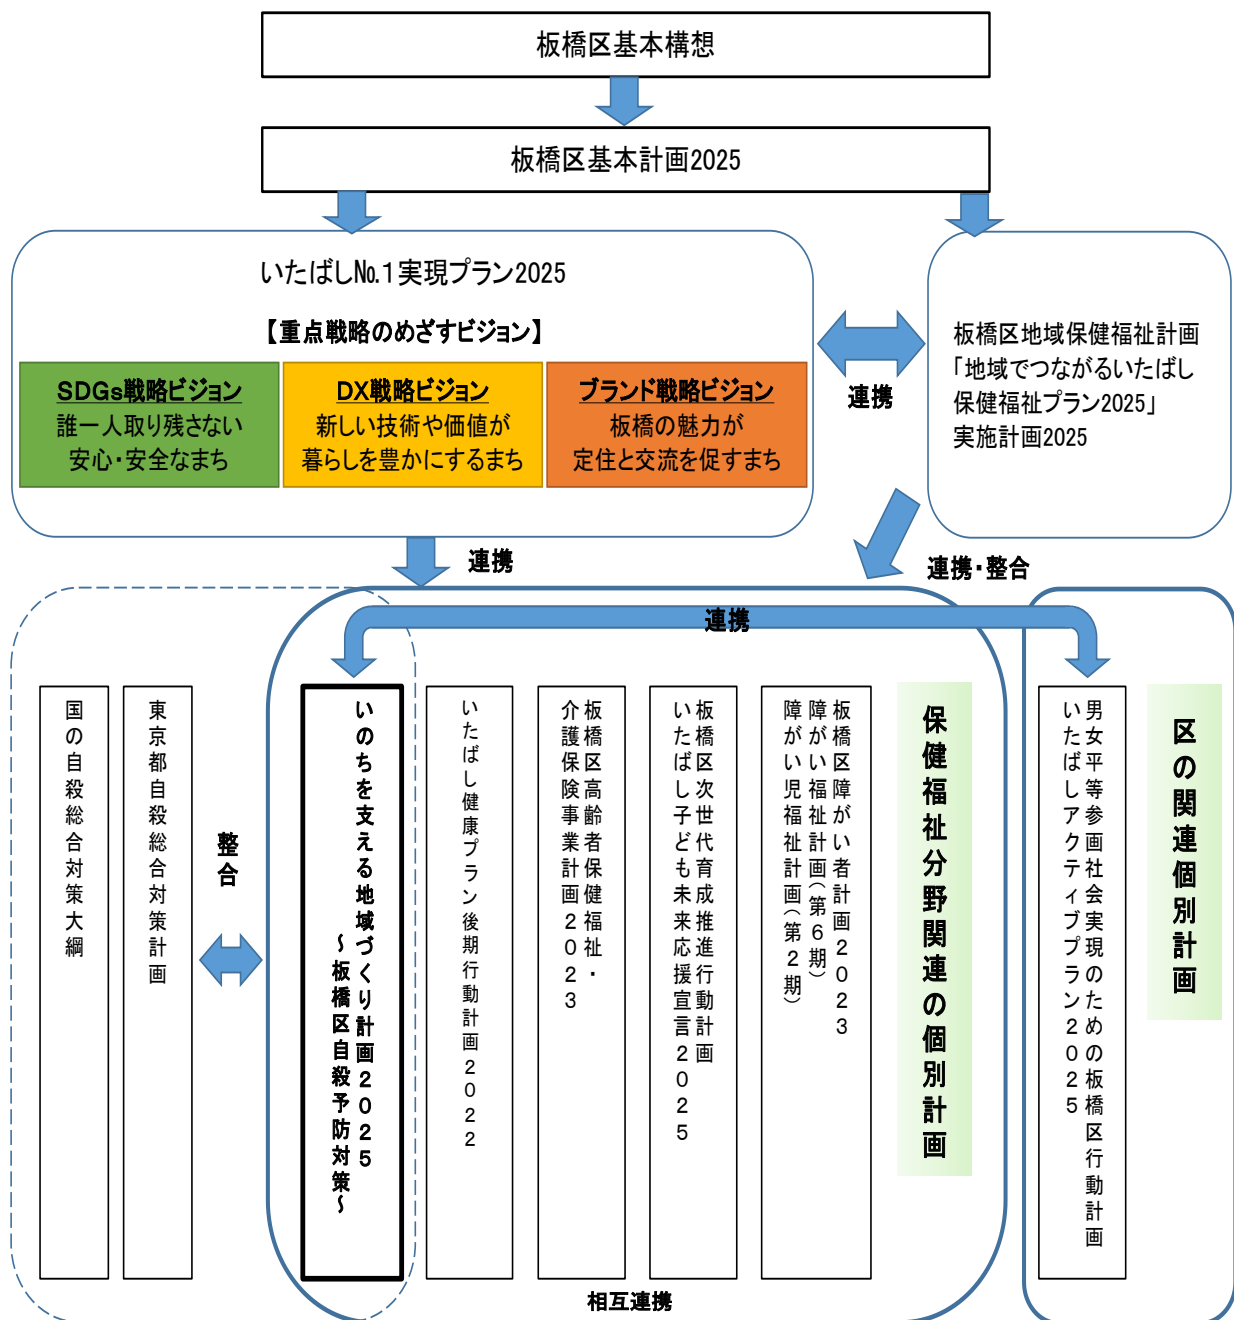 板橋区基本構想
板橋区基本計画2025
いたばし№1実現プラン2025
【重点戦略のめざすビジョン】
SDGs戦略ビジョン
誰一人取り残さない
安心・安全なまち
DX戦略ビジョン
新しい技術や価値が
暮らしを豊かにするまち
ブランド戦略ビジョン
板橋の魅力が
定住と交流を促すまち
連携
板橋区地域保健福祉計画
「地域でつながるいたばし
保健福祉プラン2025」
実施計画2025
連携
連携・整合
連携
国の自殺総合対策大綱
東京都自殺総合対策計画
整合
いのちを支える地域づくり計画2025
~板橋区自殺予防対策~
いたばし健康プラン後期行動計画2022
板橋区高齢者保健福祉・
介護保険事業計画2023
板橋区次世代育成推進行動計画
いたばし子ども未来応援宣言2025
板橋区障がい者計画2023
障がい福祉計画(第6期)
障がい児福祉計画(第2期)
保健福祉分野関連の個別計画
男女平等参画社会実現のための板橋区行動計画
いたばしアクティブプラン2025
区の関連個別計画
相互連携